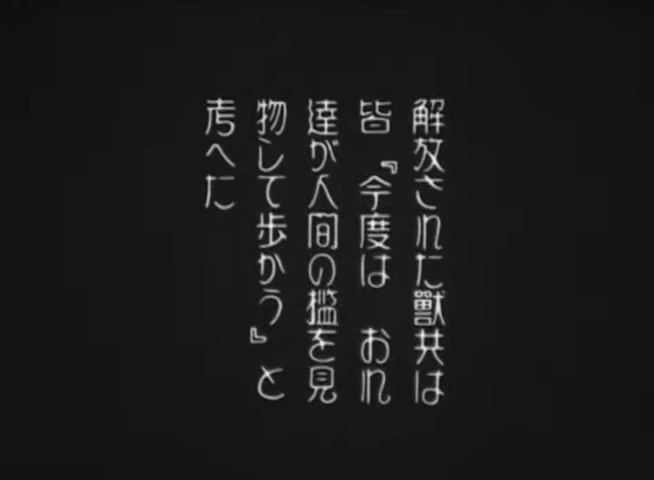 解放された獸共は
皆　『今度は　おれ
達が人間の檻を見
物して歩かう』と
考へた